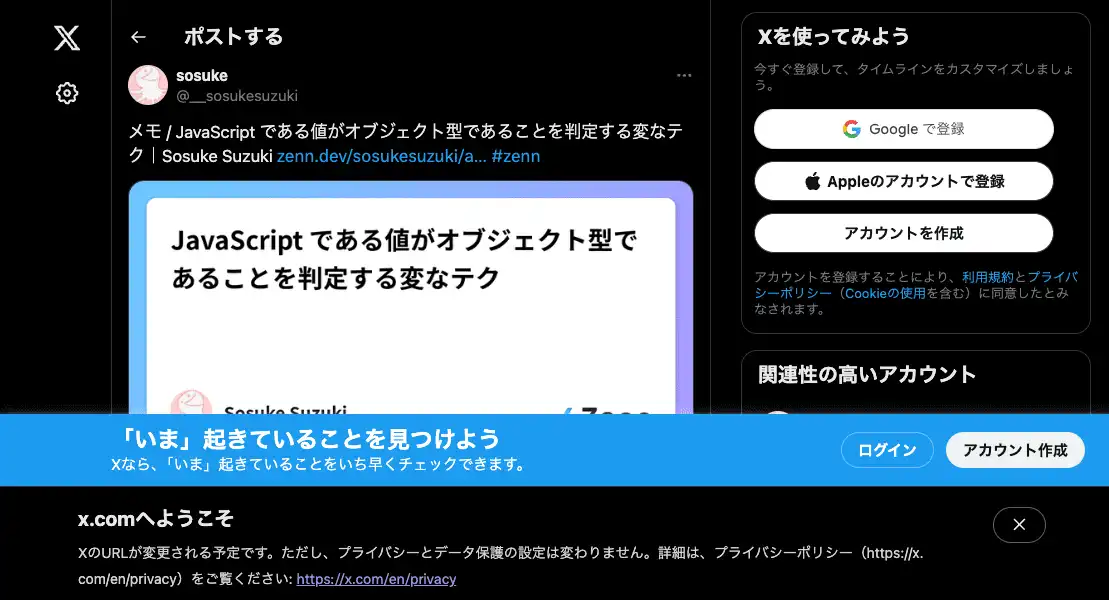 ポストする
sosuke
@__sosukesuzuki
メモ / JavaScript である値がオブジェクト型であることを判定する変なテ
ク｜Sosuke Suzuki zenn.dev/sosukesuzuki/a... #zenn
JavaScript である値がオブジェクト型で
あることを判定する変なテク
Sosuke Suzuki
Zenn
Xを使ってみよう
今すぐ登録して、タイムラインをカスタマイズしましょ
う。
Google で登録
Appleのアカウントで登録
アカウントを作成
アカウントを登録することにより、利用規約とプライバ
シーポリシー（Cookieの使用を含む）に同意したとみ
なされます。
関連性の高いアカウント
「いま」起きていることを見つけよう
Xなら、「いま」起きていることをいち早くチェックできます。
ログイン
アカウント作成
x.comへようこそ
XのURLが変更される予定です。ただし、プライバシーとデータ保護の設定は変わりません。詳細は、プライバシーポリシー（https://x.
com/en/privacy）をご覧ください: https://x.com/en/privacy